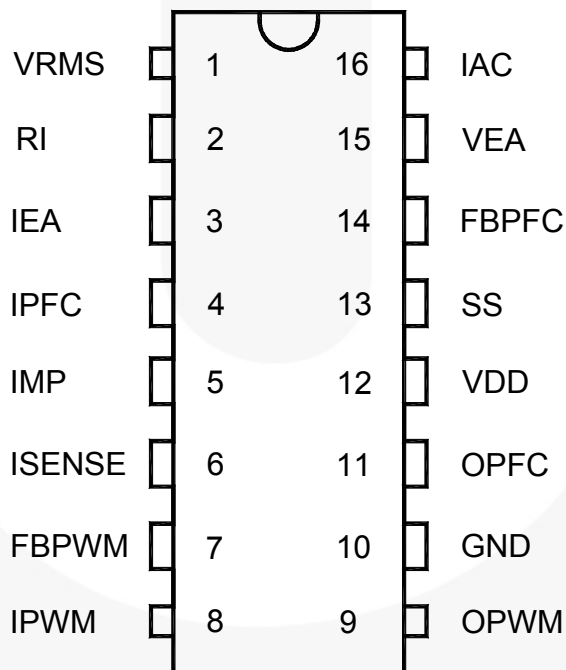 VRMS 1 16 IAC
RI 2 15 VEA
IEA 3 14 FBPFC
IPFC 4 13 SS
IMP 5 12 VDD
ISENSE 6 11 OPFC
FBPWM 7 10 GND
IPWM 8 9 OPWM